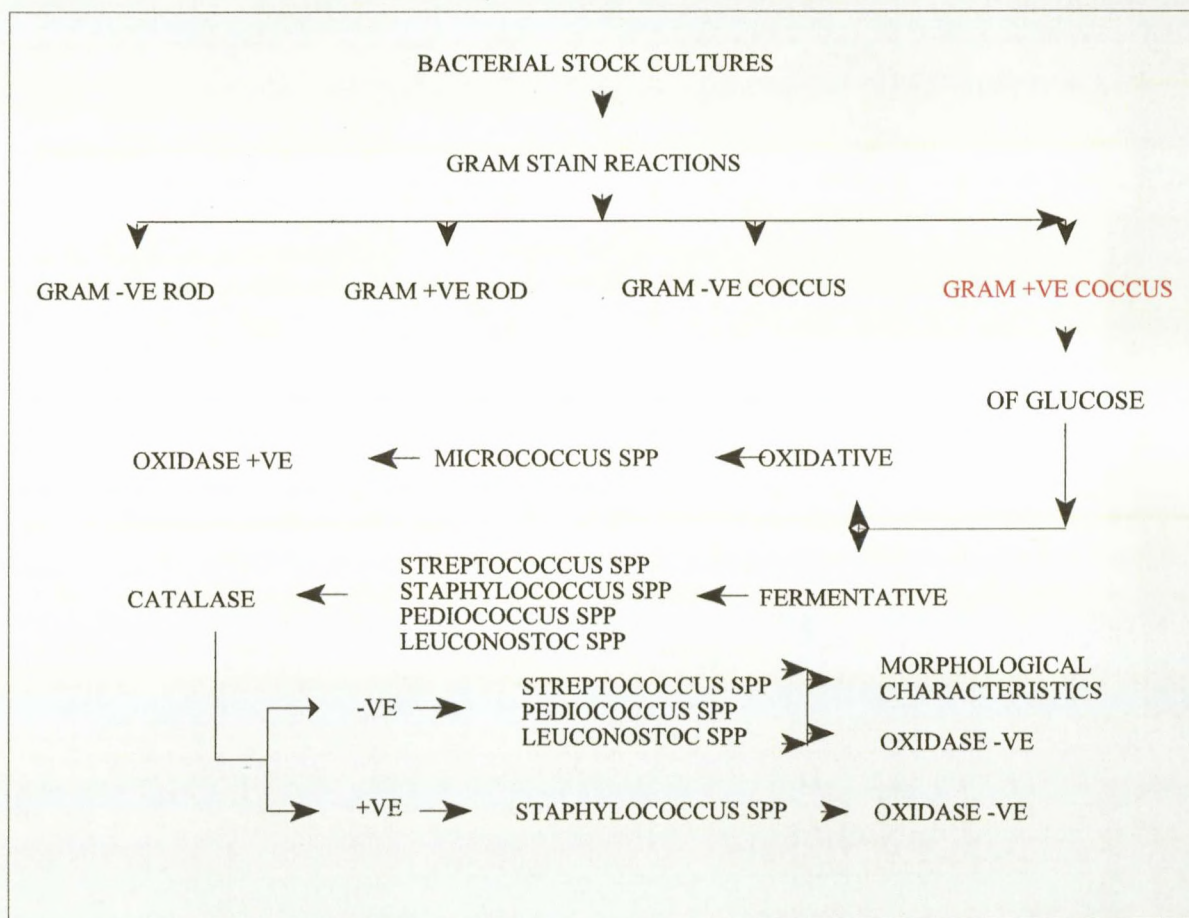 BACTERIAL STOCK CULTURES
GRAM STAIN REACTIONS
GRAM -VE ROD
GRAM +VE ROD
GRAM -VE COCCUS
GRAM +VE COCCUS
OF GLUCOSE
OXIDASE +VE
MICROCOCCUS SPP
OXIDATIVE
STREPTOCOCCUS SPP
STAPHYLOCOCCUS SPP
PEDIOCOCCUS SPP
LEUCONOSTOC SPP
CATALASE
FERMENTATIVE
-VE
STREPTOCOCCUS SPP
PEDIOCOCCUS SPP
LEUCONOSTOC SPP
MORPHOLOGICAL
CHARACTERISTICS
OXIDASE -VE
+VE
STAPHYLOCOCCUS SPP
OXIDASE -VE